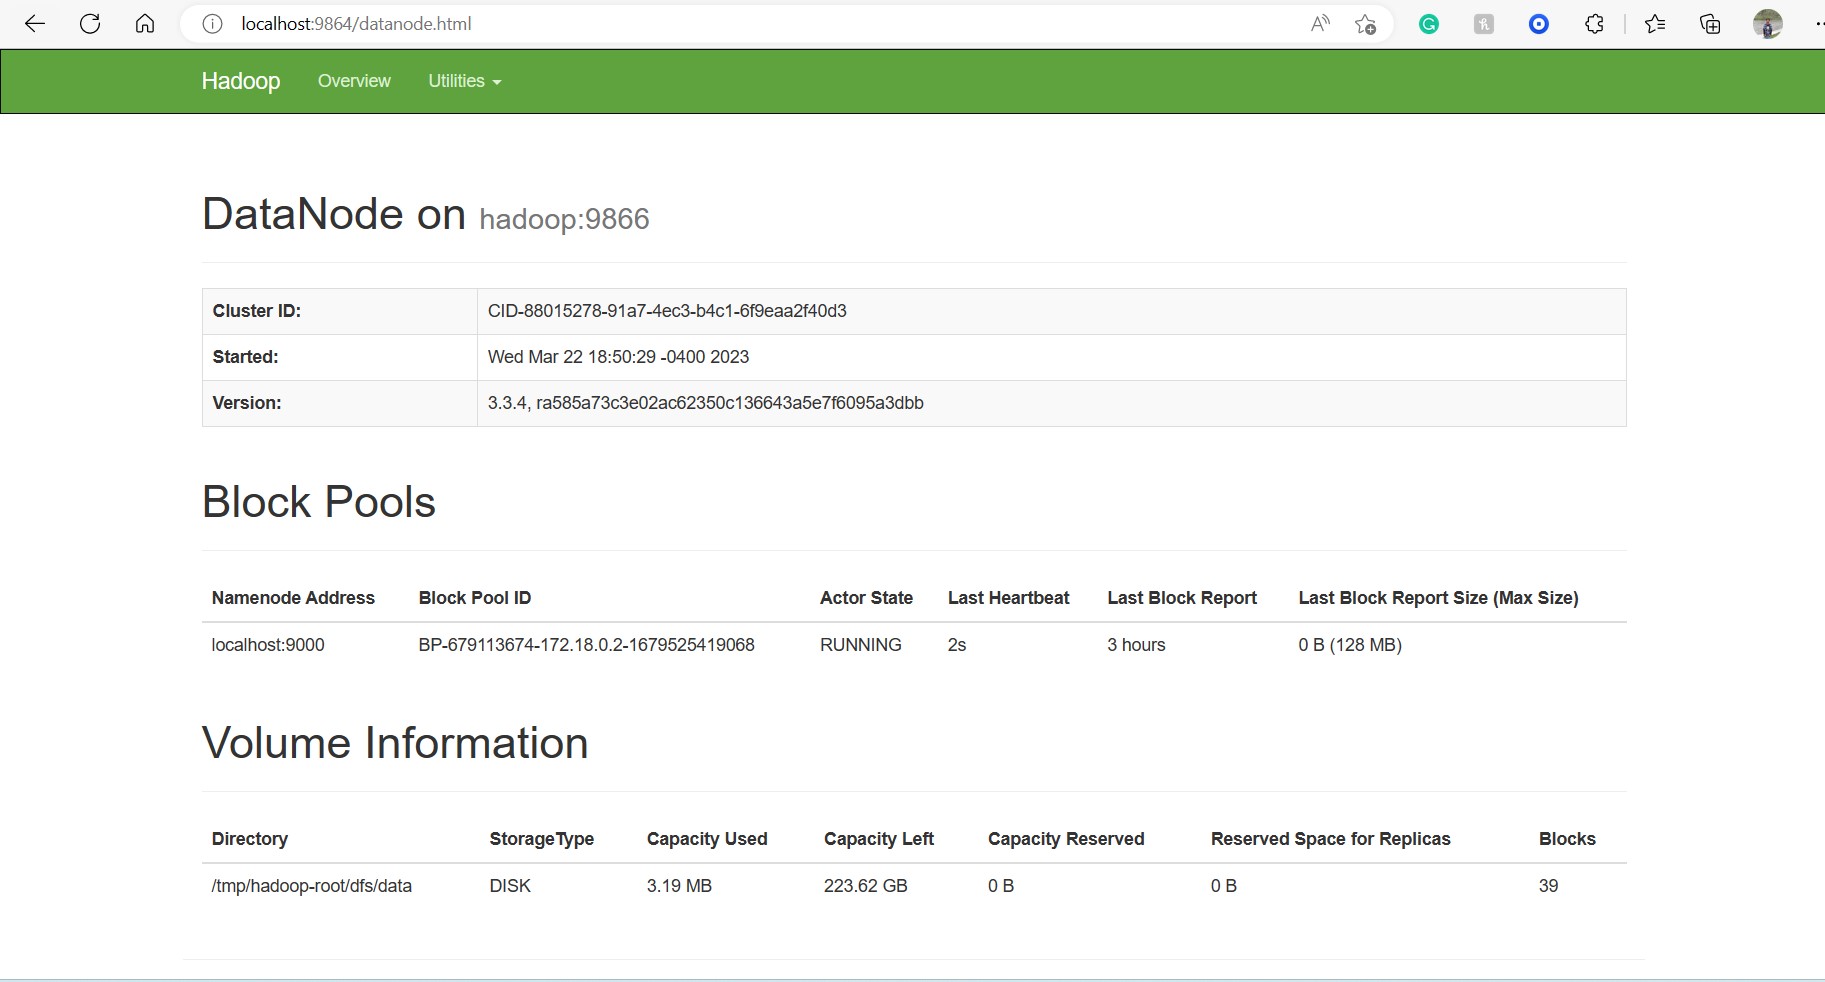 localhost:9864/datanode.html
Hadoop Overview Utilities
DataNode on hadoop:9866
Cluster ID: CID-88015278-91a7-4ec3-b4c1-6f9eaa2f40d3
Started: Wed Mar 22 18:50:29 -0400 2023
Version: 3.3.4, ra585a73c3e02ac62350c136643a5e7f6095a3dbb
Block Pools
Namenode Address Block Pool ID Actor State Last Heartbeat Last Block Report Last Block Report Size (Max Size)
localhost:9000 BP-679113674-172.18.0.2-1679525419068 RUNNING 2s 3 hours 0 B (128 MB)
Volume Information
Directory StorageType Capacity Used Capacity Left Capacity Reserved Reserved Space for Replicas Blocks
/tmp/hadoop-root/dfs/data DISK 3.19 MB 223.62 GB 0 B 0 B 39